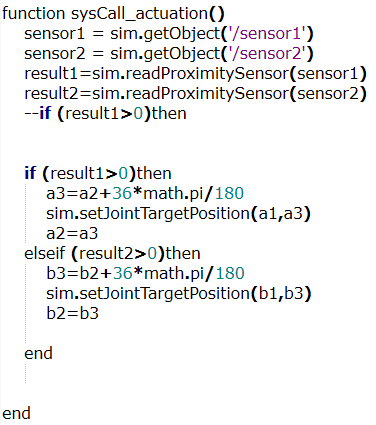 function sysCall_actuation()
sensor1 = sim.getObject('/sensor1')
sensor2 = sim.getObject('/sensor2')
result1=sim.readProximitySensor(sensor1)
result2=sim.readProximitySensor(sensor2)
--if (result1>0)then
if (result1>0)then
a3=a2+36*math.pi/180
sim.setJointTargetPosition(a1,a3)
a2=a3
elseif (result2>0)then
b3=b2+36*math.pi/180
sim.setJointTargetPosition(b1,b3)
b2=b3
end
end